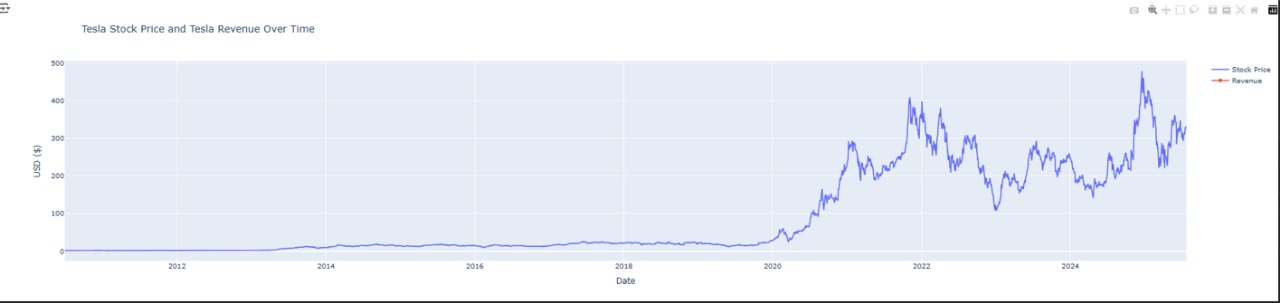 Tesla Stock Price and Tesla Revenue Over Time
500
400
300
200
100
0
USD ($)
2012 2014 2016 2018 2020 2022 2024
Date
Stock Price
Revenue